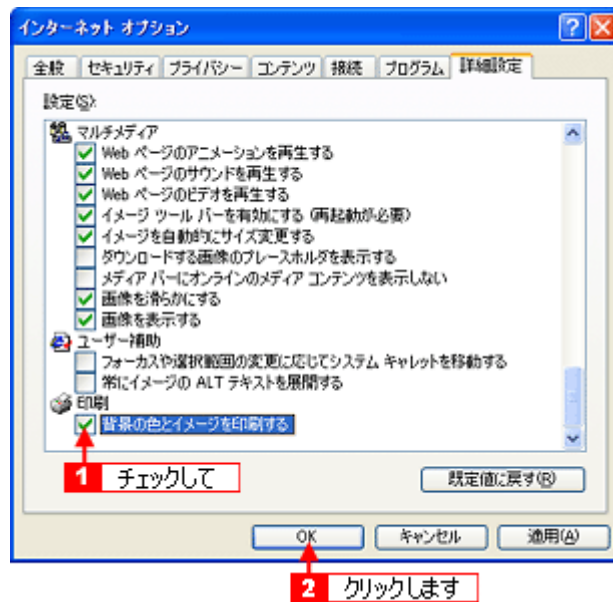 インターネット オプション
全般 セキュリティ プライバシー コンテンツ 接続 プログラム 詳細設定
設定(S):
マルチメディア
Web ページのアニメーションを再生する
Web ページのサウンドを再生する
Web ページのビデオを再生する
イメージ ツール バーを有効にする (再起動が必要)
イメージを自動的にサイズ変更する
ダウンロードする画像のプレースホルダを表示する
メディア バーにオンラインのメディア コンテンツを表示しない
画像を滑らかにする
画像を表示する
ユーザー補助
フォーカスや選択範囲の変更に応じてシステム キャレットを移動する
常にイメージの ALT テキストを展開する
印刷
背景の色とイメージを印刷する
1 チェックして
既定値に戻す(R)
OK キャンセル 適用(A)
2 クリックします